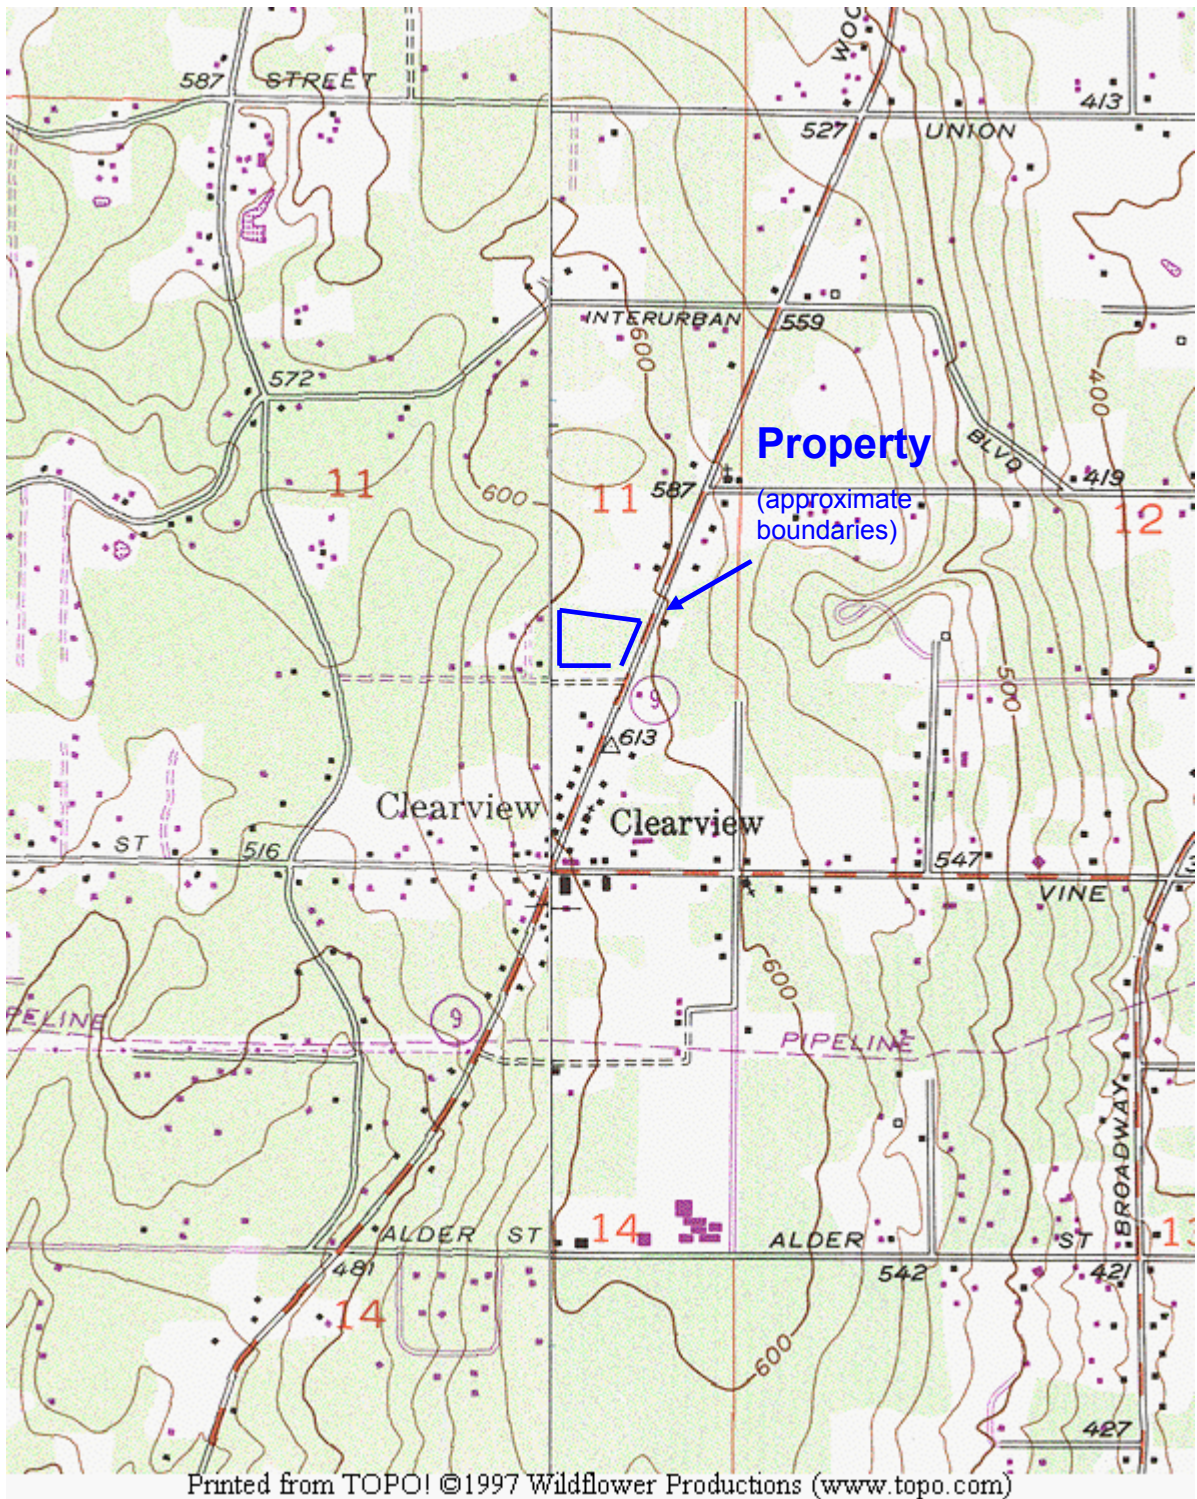 WOO
587
STREET
413
527
UNION
INTERURBAN
559
600
572
400
Property
BLVD
419
11
600
11
587
(approximate
boundaries)
12
500
9
613
Clearview
Clearview
ST
516
547
VINE
600
9
PELINE
PIPELINE
BROADWAY
14
ALDER ST
ALDER
ST
13
481
542
421
14
600
427
Printed from TOPO! ©1997 Wildflower Productions (www.topo.com)